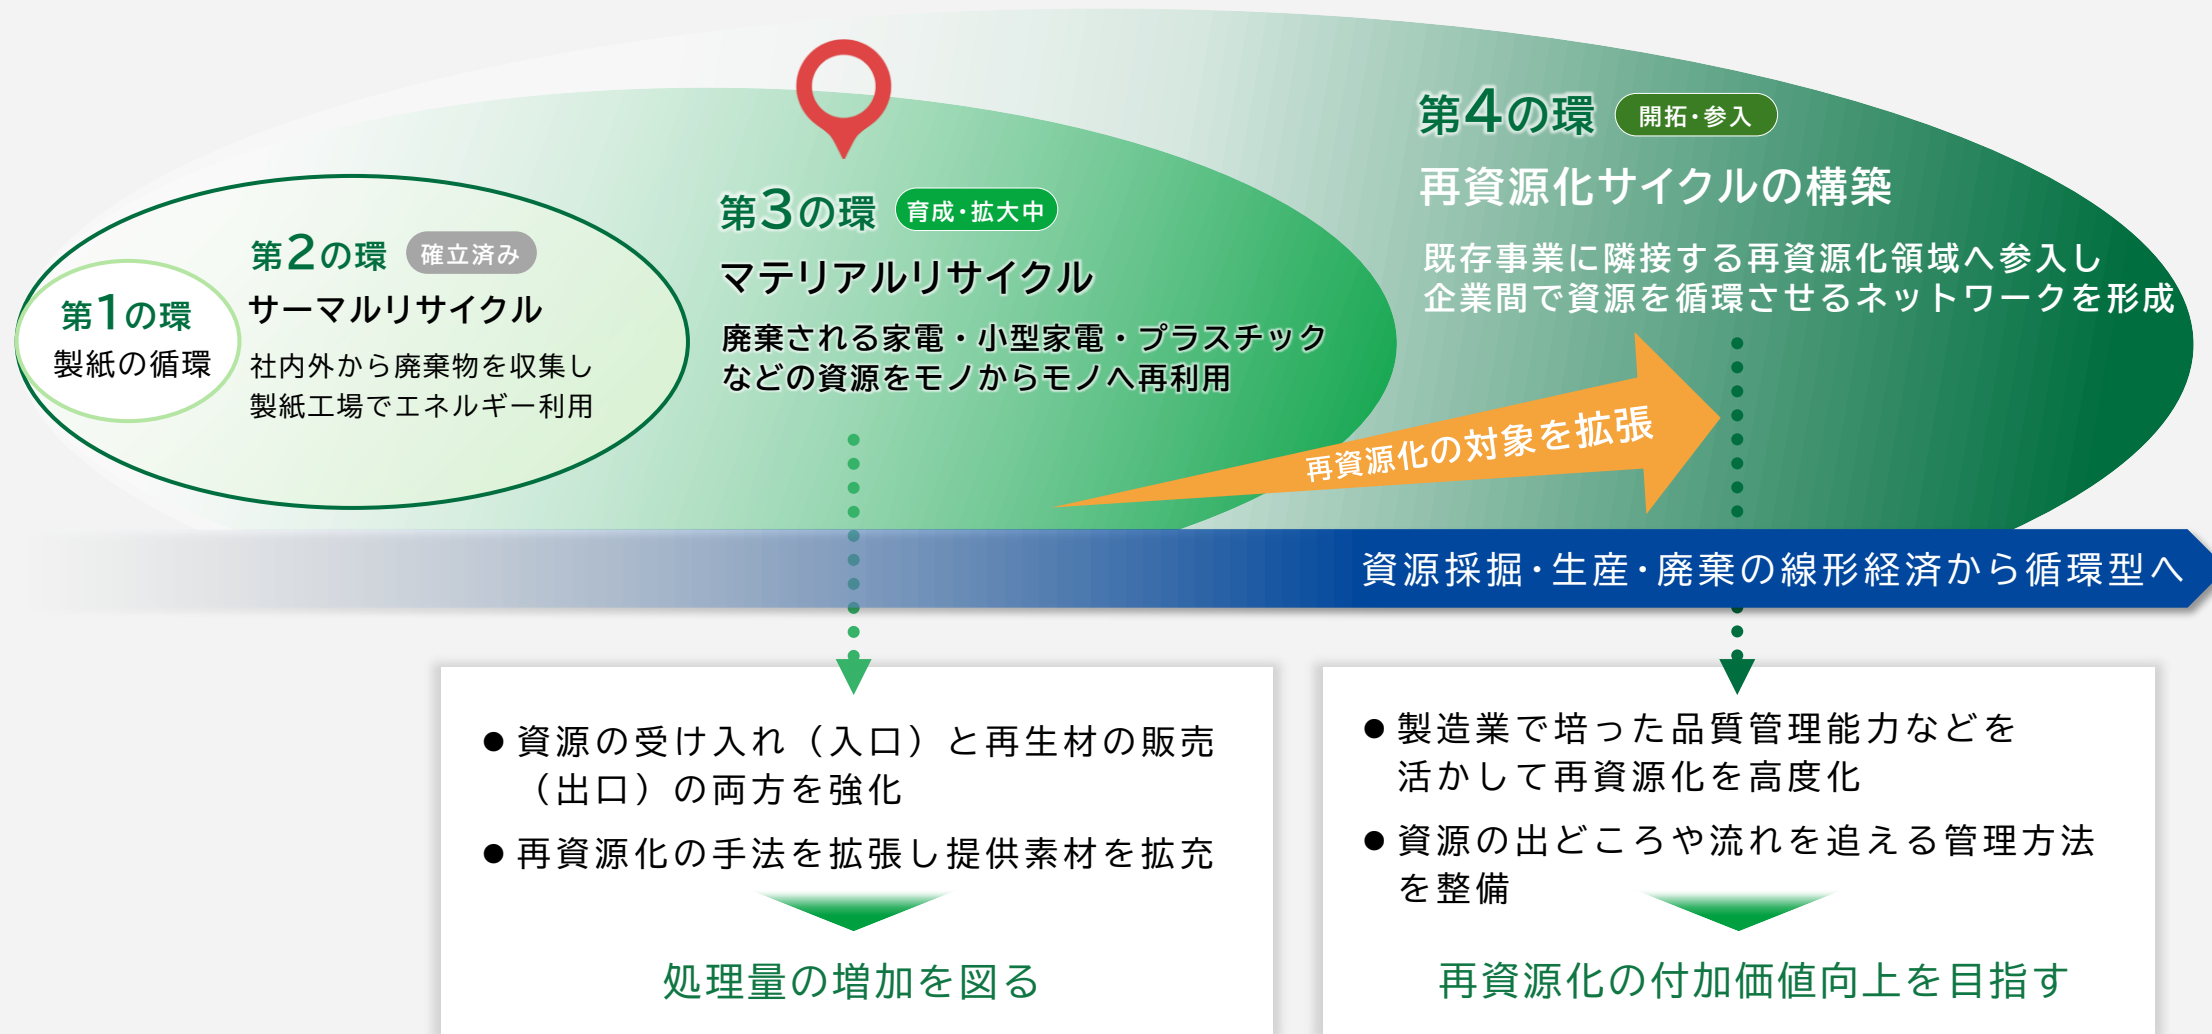 第1の環
製紙の循環
第2の環 確立済み
サーマルリサイクル
社内外から廃棄物を収集し
製紙工場でエネルギー利用
第3の環 育成・拡大中
マテリアルリサイクル
廃棄される家電・小型家電・プラスチック
などの資源をモノからモノへ再利用
第4の環 開拓・参入
再資源化サイクルの構築
既存事業に隣接する再資源化領域へ参入し
企業間で資源を循環させるネットワークを形成
再資源化の対象を拡張
資源採掘・生産・廃棄の線形経済から循環型へ
● 資源の受け入れ（入口）と再生材の販売
（出口）の両方を強化
● 再資源化の手法を拡張し提供素材を拡充
処理量の増加を図る
● 製造業で培った品質管理能力などを
活かして再資源化を高度化
● 資源の出どころや流れを追える管理方法
を整備
再資源化の付加価値向上を目指す